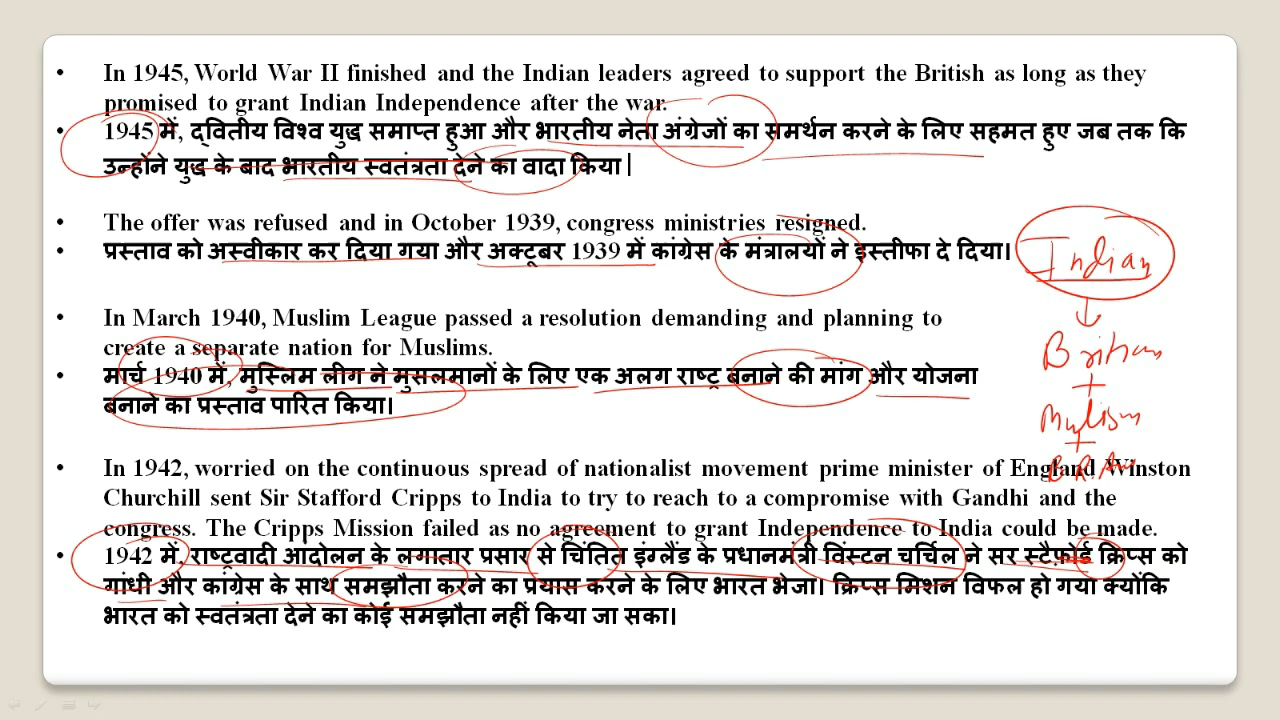 • In 1945, World War II finished and the Indian leaders agreed to support the British as long as they
promised to grant Indian Independence after the war.
• 1945 में, द्वितीय विश्व युद्ध समाप्त हुआ और भारतीय नेता अंग्रेजों का समर्थन करने के लिए सहमत हुए जब तक कि
उन्होंने युद्ध के बाद भारतीय स्वतंत्रता देने का वादा किया |
• The offer was refused and in October 1939, congress ministries resigned.
• प्रस्ताव को अस्वीकार कर दिया गया और अक्टूबर 1939 में कांग्रेस के मंत्रालयों ने इस्तीफा दे दिया।
Indian
• In March 1940, Muslim League passed a resolution demanding and planning to
create a separate nation for Muslims.
• मार्च 1940 में, मुस्लिम लीग ने मुसलमानों के लिए एक अलग राष्ट्र बनाने की मांग और योजना
बनाने का प्रस्ताव पारित किया।
+
+
• In 1942, worried on the continuous spread of nationalist movement prime minister of England Winston
Churchill sent Sir Stafford Cripps to India to try to reach to a compromise with Gandhi and the
congress. The Cripps Mission failed as no agreement to grant Independence to India could be made.
• 1942 में, राष्ट्रवादी आंदोलन के लगातार प्रसार से चिंतित इंग्लैंड के प्रधानमंत्री विंस्टन चर्चिल ने सर स्टैफ़ोर्ड क्रिप्स को
गांधी और कांग्रेस के साथ समझौता करने का प्रयास करने के लिए भारत भेजा। क्रिप्स मिशन विफल हो गया क्योंकि
भारत को स्वतंत्रता देने का कोई समझौता नहीं किया जा सका।